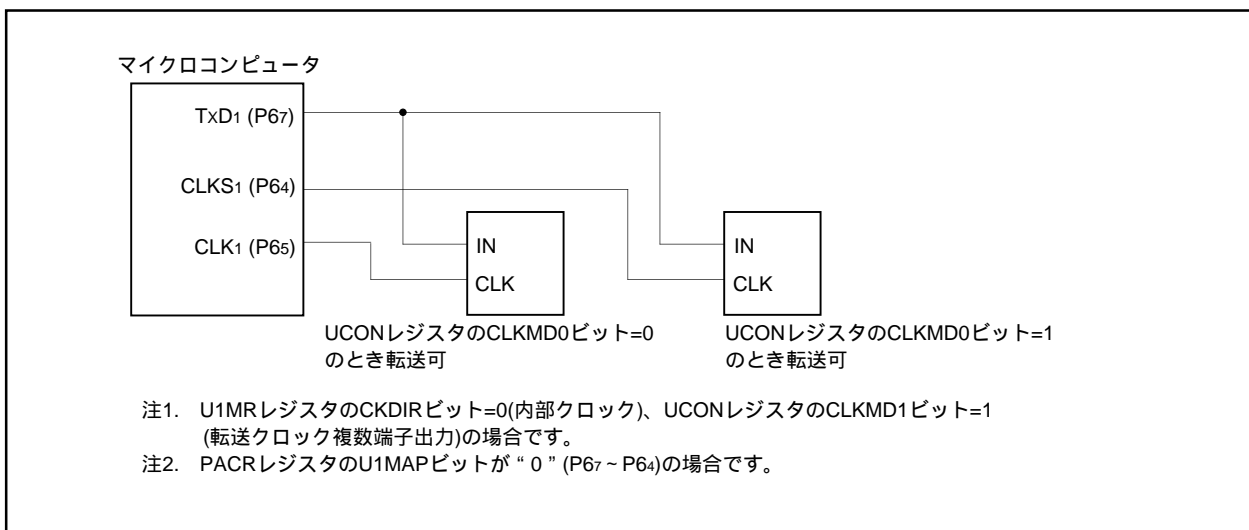 マイクロコンピュータ
TxD1 (P67)
CLKS1 (P64)
CLK1 (P65)
IN
CLK
IN
CLK
UCONレジスタのCLKMD0ビット=0
のとき転送可
UCONレジスタのCLKMD0ビット=1
のとき転送可
注1. U1MRレジスタのCKDIRビット=0(内部クロック)、UCONレジスタのCLKMD1ビット=1
(転送クロック複数端子出力)の場合です。
注2. PACRレジスタのU1MAPビットが“0”(P67~P64)の場合です。